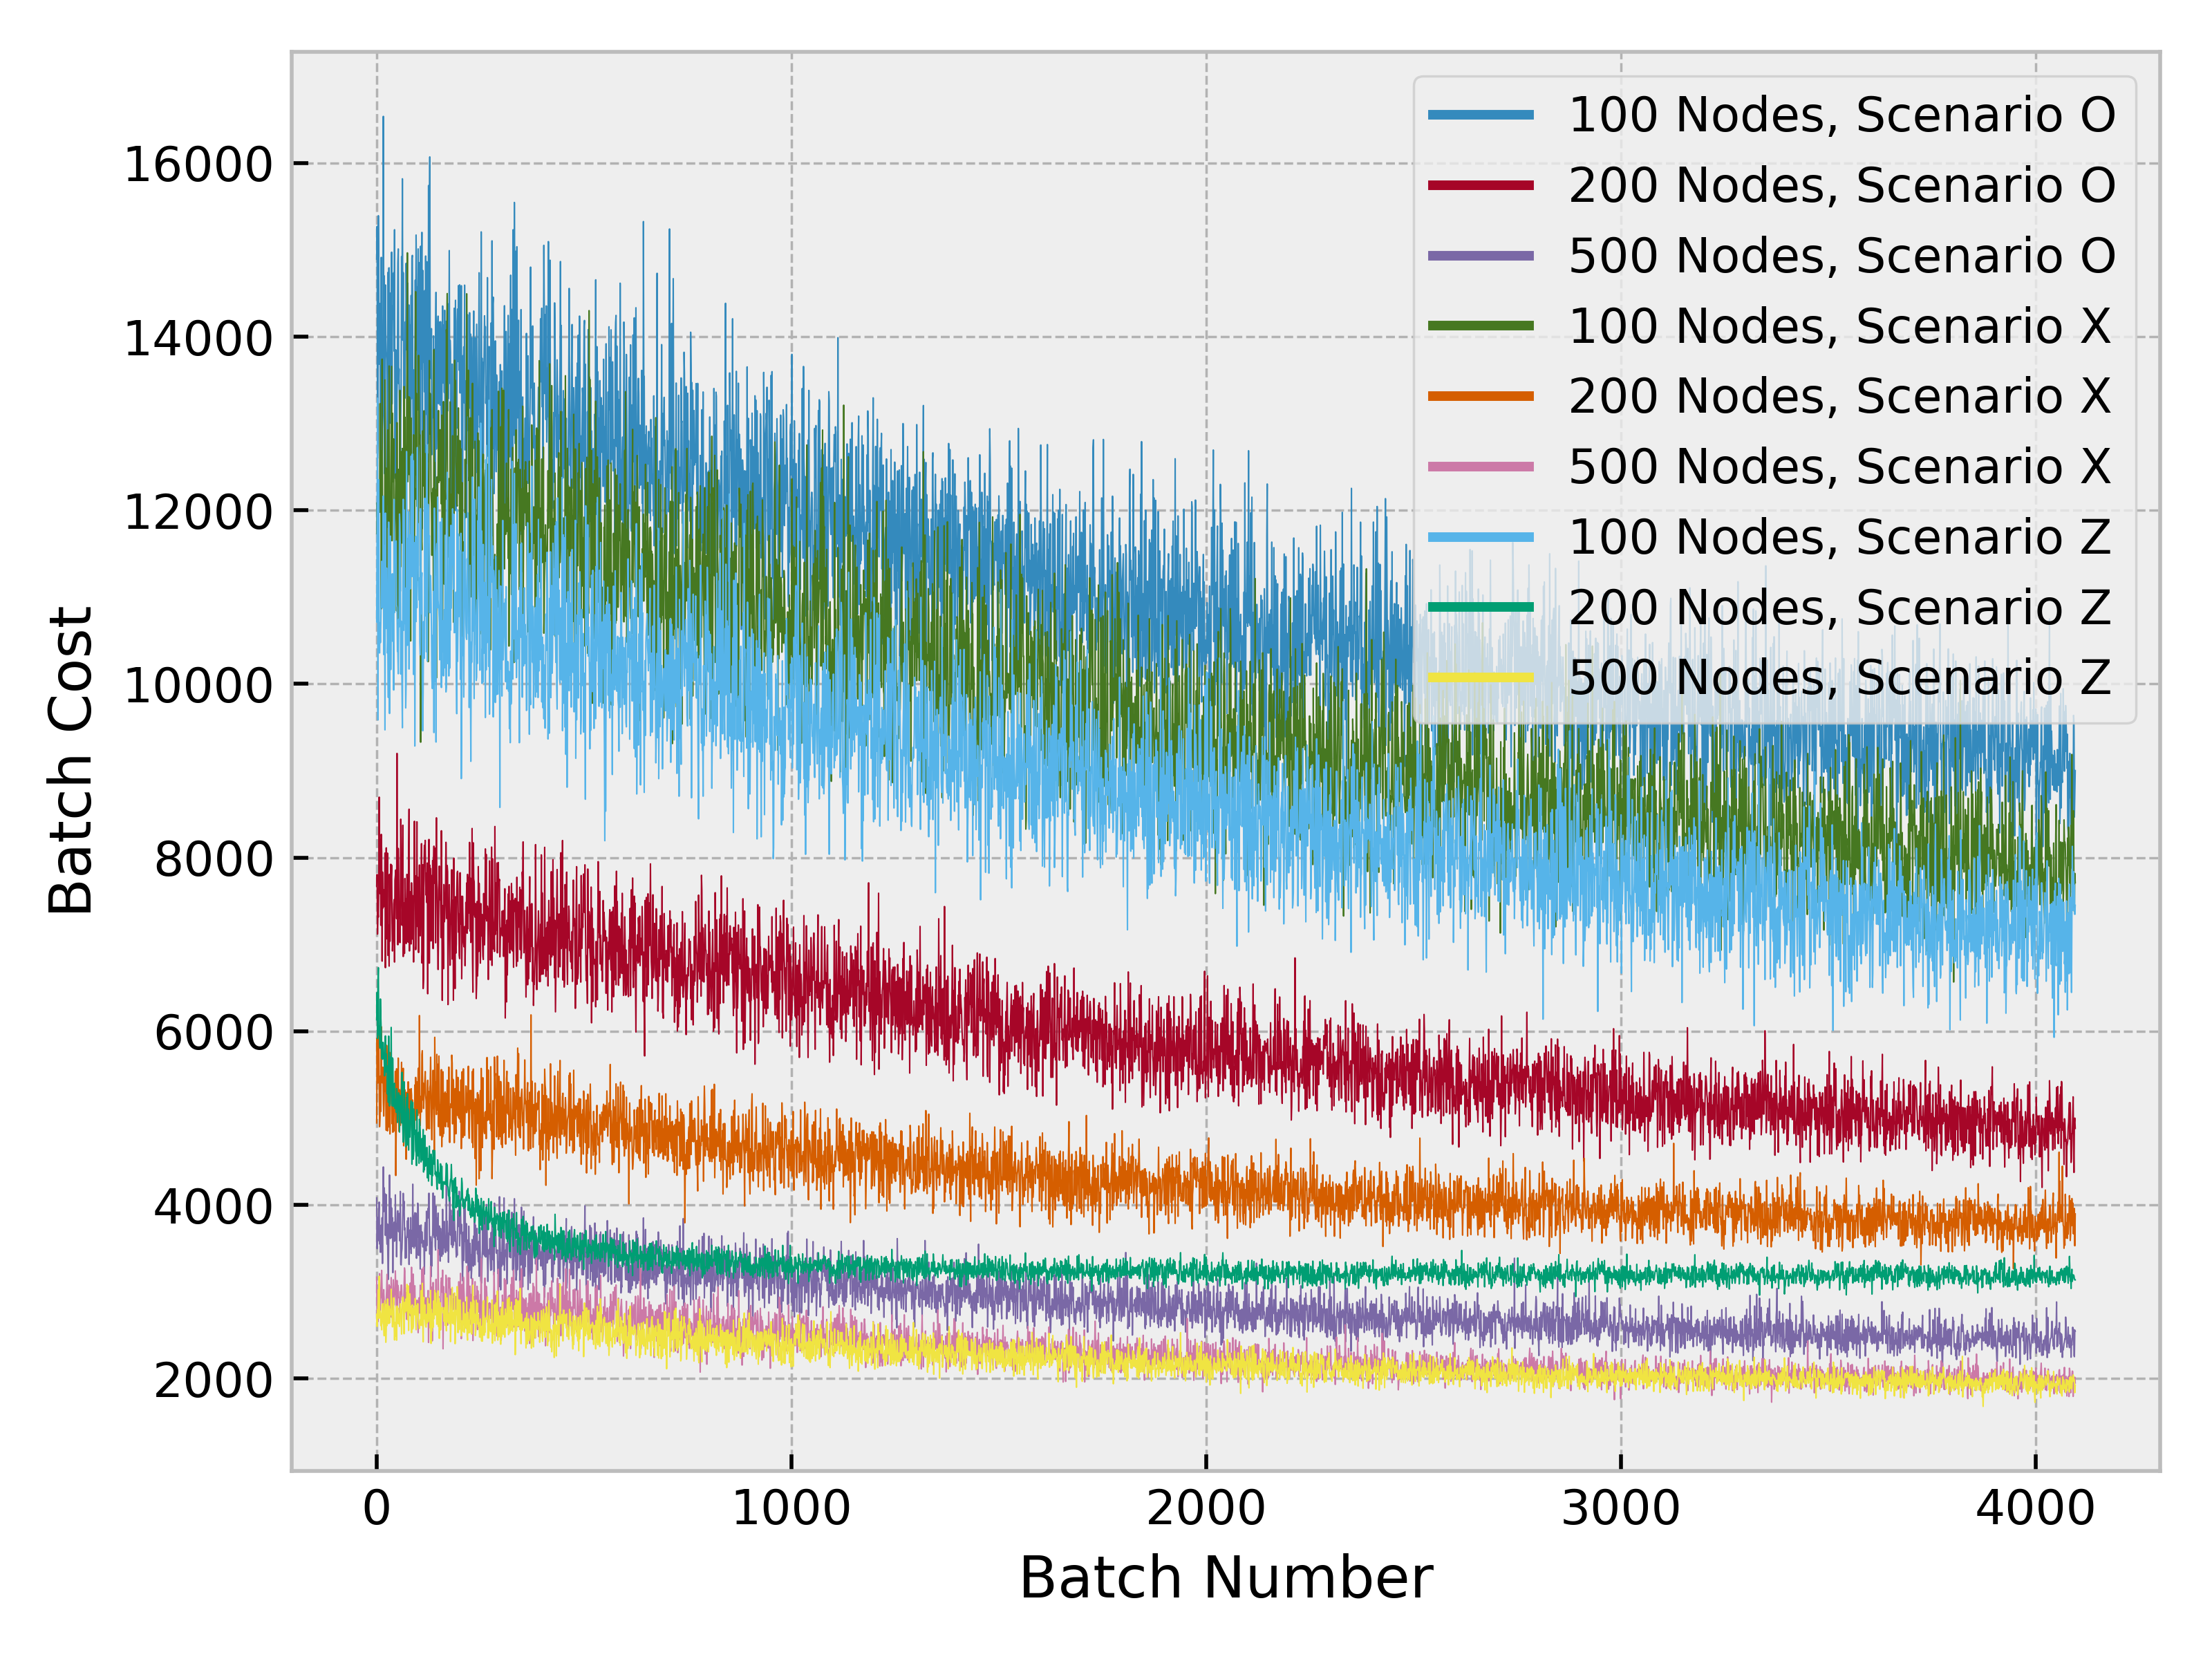 100 Nodes, Scenario O
200 Nodes, Scenario O
500 Nodes, Scenario O
100 Nodes, Scenario X
200 Nodes, Scenario X
500 Nodes, Scenario X
100 Nodes, Scenario Z
200 Nodes, Scenario Z
500 Nodes, Scenario Z
16000
14000
12000
10000
8000
6000
4000
2000
Batch Cost
0 1000 2000 3000 4000
Batch Number